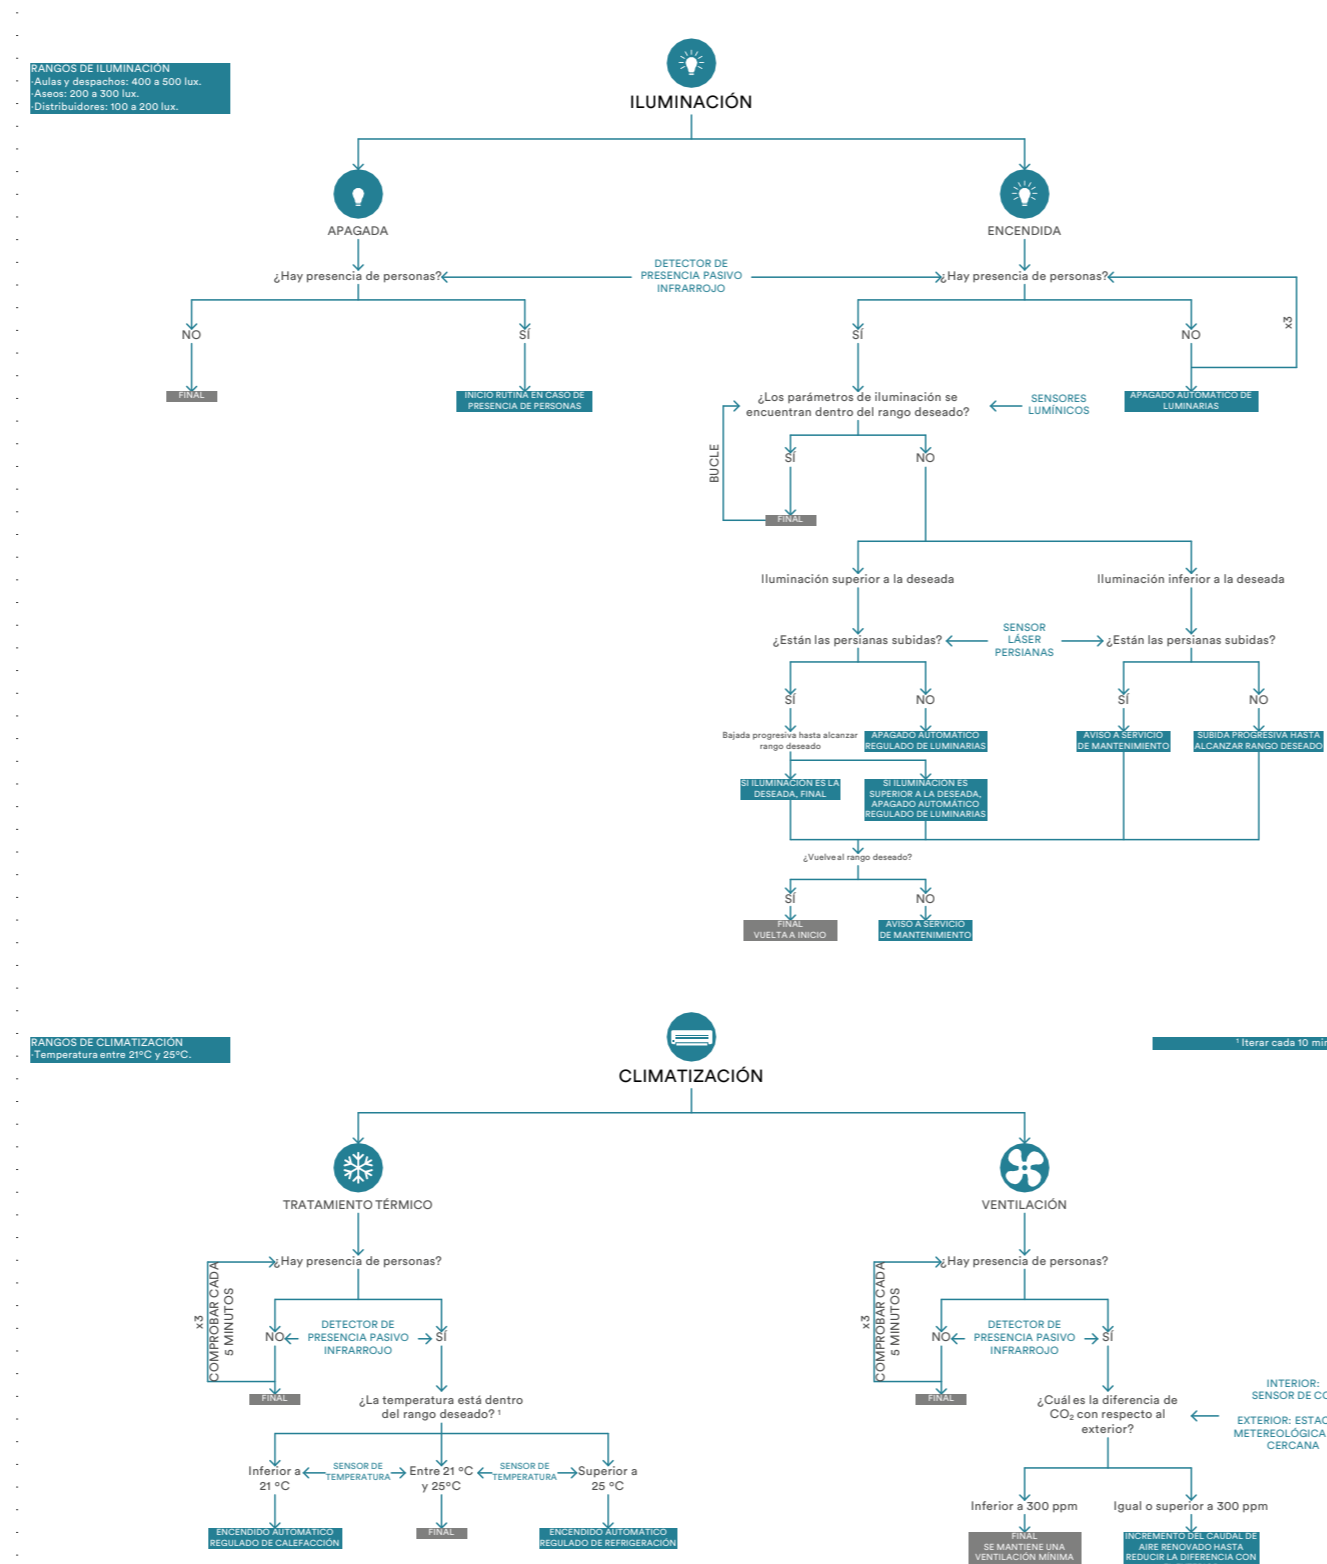 RANGOS DE ILUMINACIÓN
·Aulas y despachos: 400 a 500 lux.
·Aseos: 200 a 300 lux.
·Distribuidores: 100 a 200 lux.
ILUMINACIÓN
APAGADA
ENCENDIDA
¿Hay presencia de personas?
DETECTOR DE
PRESENCIA PASIVO
INFRARROJO
¿Hay presencia de personas?
x3
NO
SÍ
SÍ
NO
FINAL
INICIO RUTINA EN CASO DE
PRESENCIA DE PERSONAS
¿Los parámetros de iluminación se
encuentran dentro del rango deseado?
SENSORES
LUMÍNICOS
APAGADO AUTOMÁTICO DE
LUMINARIAS
BUCLE
SÍ
NO
FINAL
Iluminación superior a la deseada
Iluminación inferior a la deseada
¿Están las persianas subidas?
SENSOR
LÁSER
PERSIANAS
¿Están las persianas subidas?
SÍ
NO
SÍ
NO
Bajada progresiva hasta alcanzar
rango deseado
APAGADO AUTOMÁTICO
REGULADO DE LUMINARIAS
AVISO A SERVICIO
DE MANTENIMIENTO
SUBIDA PROGRESIVA HASTA
ALCANZAR RANGO DESEADO
SI ILUMINACIÓN ES LA
DESEADA, FINAL
SI ILUMINACIÓN ES
SUPERIOR A LA DESEADA,
APAGADO AUTOMÁTICO
REGULADO DE LUMINARIAS
¿Vuelve al rango deseado?
SÍ
NO
FINAL
VUELTA A INICIO
AVISO A SERVICIO
DE MANTENIMIENTO
RANGOS DE CLIMATIZACIÓN
·Temperatura entre 21ºC y 25ºC.
¹ Iterar cada 10 min
CLIMATIZACIÓN
TRATAMIENTO TÉRMICO
VENTILACIÓN
¿Hay presencia de personas?
¿Hay presencia de personas?
x3
COMPROBAR CADA
5 MINUTOS
NO
DETECTOR DE
PRESENCIA PASIVO
INFRARROJO
SÍ
x3
COMPROBAR CADA
5 MINUTOS
NO
DETECTOR DE
PRESENCIA PASIVO
INFRARROJO
SÍ
FINAL
¿La temperatura está dentro
del rango deseado? ¹
FINAL
¿Cuál es la diferencia de
CO₂ con respecto al
exterior?
INTERIOR:
SENSOR DE CO
EXTERIOR: ESTAC
METEREOLÓGICA
CERCANA
Inferior a
21 ºC
SENSOR DE
TEMPERATURA
Entre 21 ºC
y 25ºC
SENSOR DE
TEMPERATURA
Superior a
25 ºC
Inferior a 300 ppm
Igual o superior a 300 ppm
ENCENDIDO AUTOMÁTICO
REGULADO DE CALEFACCIÓN
FINAL
ENCENDIDO AUTOMÁTICO
REGULADO DE REFRIGERACIÓN
FINAL
SE MANTIENE UNA
VENTILACIÓN MÍNIMA
INCREMENTO DEL CAUDAL DE
AIRE RENOVADO HASTA
REDUCIR LA DIFERENCIA CON